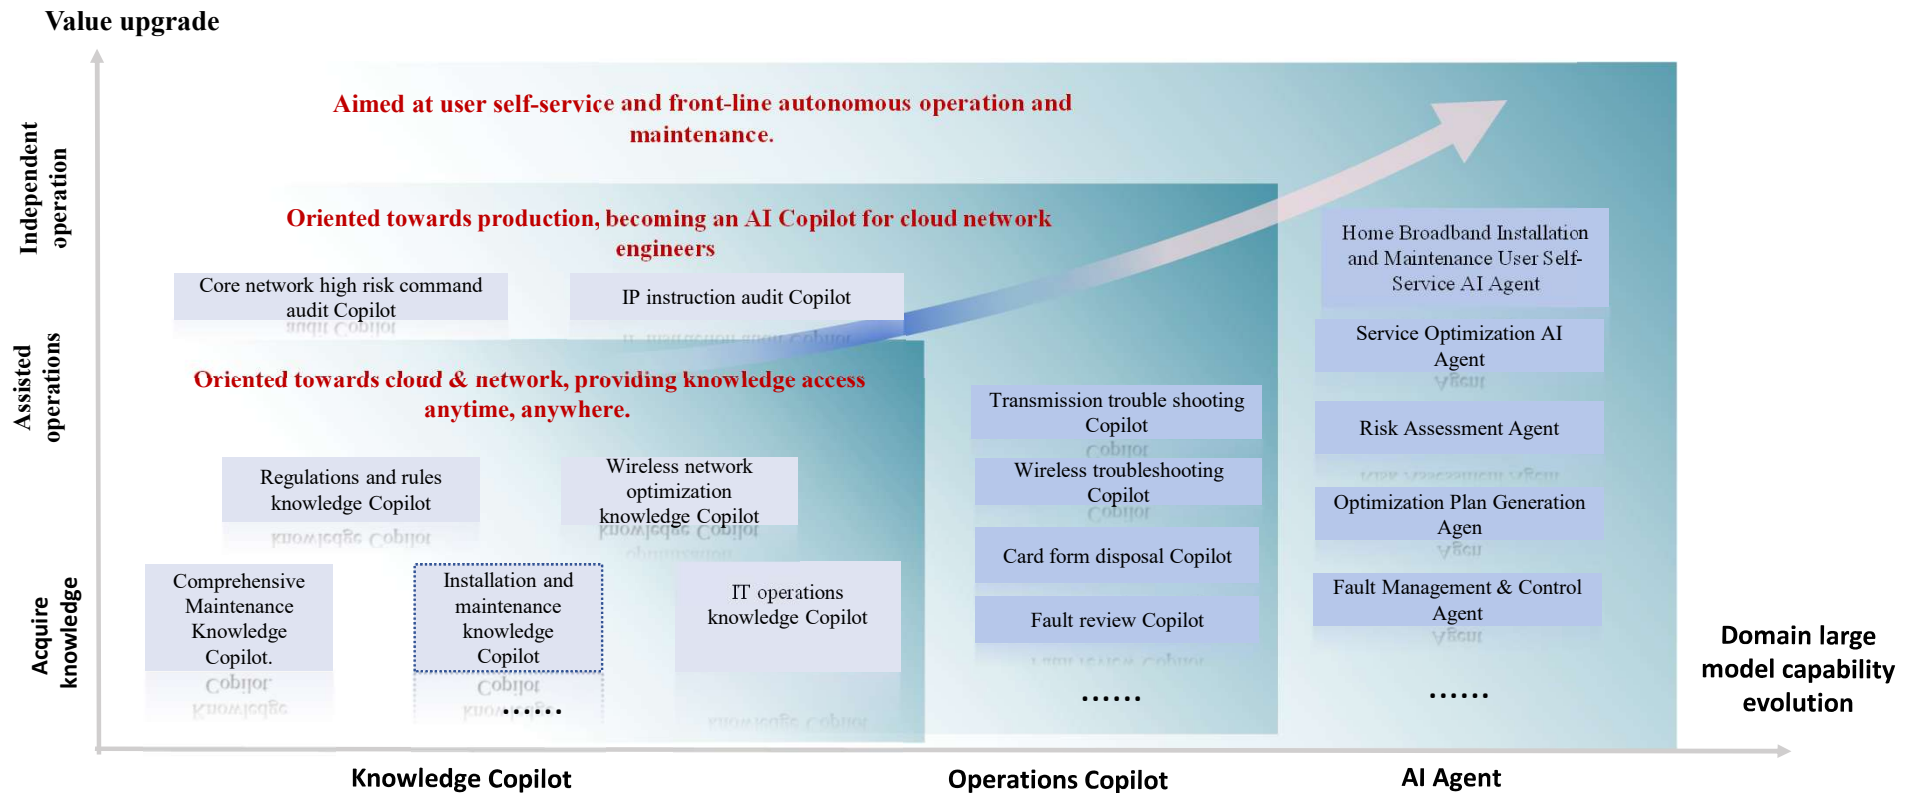 Value upgrade
Aimed at user self-service and front-line autonomous operation and
maintenance.
Independent
operation
Oriented towards production, becoming an AI Copilot for cloud network
engineers
Core network high risk command
audit Copilot
IP instruction audit Copilot
Home Broadband Installation
and Maintenance User Self-
Service AI Agent
Service Optimization AI
Agent
Risk Assessment Agent
Optimization Plan Generation
Agen
Fault Management & Control
Agent
......
Assisted
operations
Oriented towards cloud & network, providing knowledge access
anytime, anywhere.
Transmission trouble shooting
Copilot
Wireless troubleshooting
Copilot
Card form disposal Copilot
Fault review Copilot
......
Regulations and rules
knowledge Copilot
Wireless network
optimization
knowledge Copilot
Acquire
knowledge
Comprehensive
Maintenance
Knowledge
Copilot.
Installation and
maintenance
knowledge
Copilot
IT operations
knowledge Copilot
......
Domain large
model capability
evolution
Knowledge Copilot
Operations Copilot
AI Agent